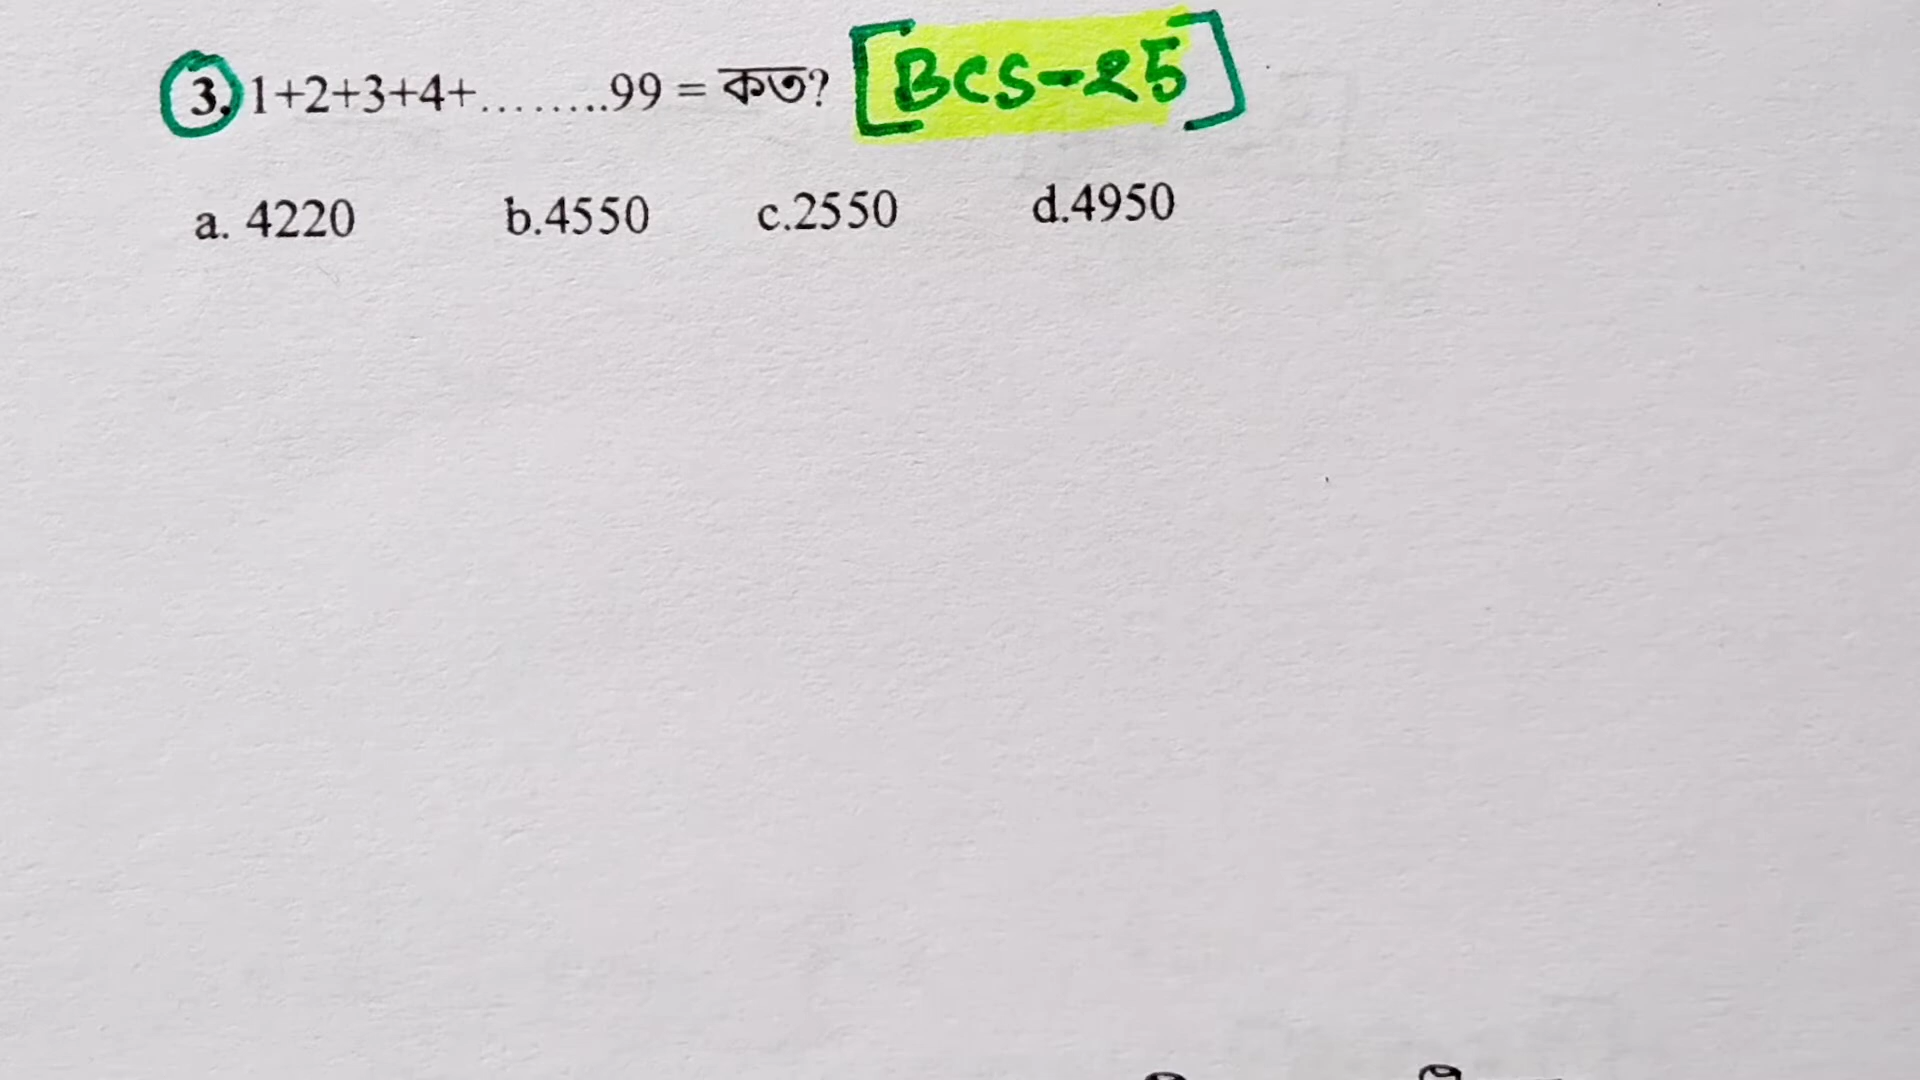 3. 1+2+3+4+........99 = কত? [BCS-25]
a. 4220 b.4550 c.2550 d.4950